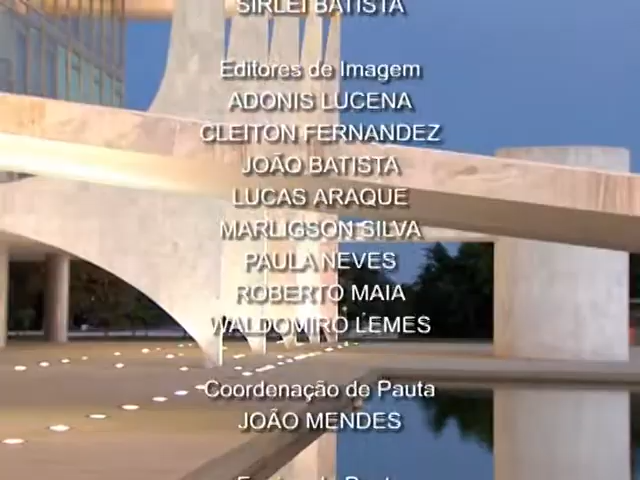 SIRLEI BATISTA
Editores de Imagem
ADONIS LUCENA
CLEITON FERNANDEZ
JOÃO BATISTA
LUCAS ARAQUE
MARLIGSON SILVA
PAULA NEVES
ROBERTO MAIA
WALDOMIRO LEMES
Coordenação de Pauta
JOÃO MENDES